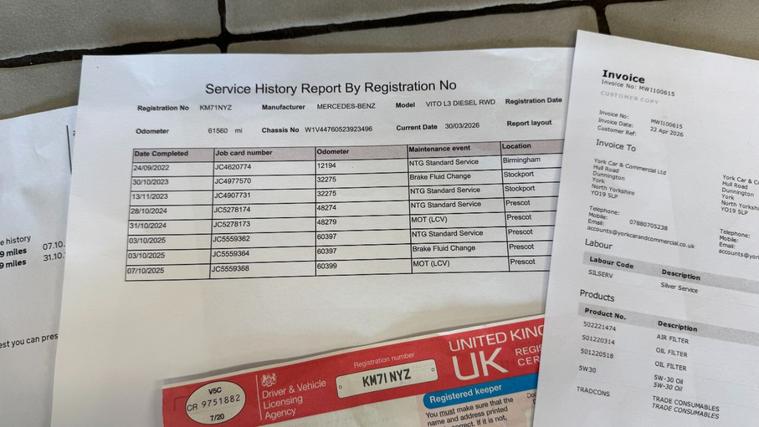 e history
9 miles 07.10.
9 miles 31.10.
est you can pres
Service History Report By Registration No
Registration No KM71NYZ Manufacturer MERCEDES-BENZ Model VITO L3 DIESEL RWD Registration Date
Odometer 61560 mi Chassis No W1V44760523923496 Current Date 30/03/2026 Report layout
Date Completed Job card number Odometer Maintenance event Location
24/09/2022 JC4620774 12194 NTG Standard Service Birmingham
30/10/2023 JC4977570 32275 Brake Fluid Change Stockport
13/11/2023 JC4907731 32275 NTG Standard Service Stockport
28/10/2024 JC5278174 48274 NTG Standard Service Prescot
31/10/2024 JC5278173 48279 MOT (LCV) Prescot
03/10/2025 JC5559362 60397 NTG Standard Service Prescot
03/10/2025 JC5559364 60397 Brake Fluid Change Prescot
07/10/2025 JC5559368 60399 MOT (LCV) Prescot
V5C
CR 9751882
7/20
Driver & Vehicle
Licensing
Agency
Registration number
KM71 NYZ
UNITED KING
UK
REGIS
CER
Registered keeper
You must make sure that the
name and address printed
correct. If it is not,
Invoice
Invoice No: MW1100615
CUSTOMER COPY
Invoice No: MW1100615
Invoice Date: 22 Apr 2026
Customer Ref:
Invoice To
York Car & Commercial Ltd
Hull Road
Dunnington
York
North Yorkshire
YO19 5LP
York Car &
Hull Road
Dunnington
York
North Yorksh
YO19 5LP
Telephone:
Mobile: 07880705238
Email:
accounts@yorkcarandcommercial.co.uk
Telephone:
Mobile:
Email:
accounts@yo
Labour
Labour Code Description
SILSERV Silver Service
Products
Product No. Description
502221474 AIR FILTER
501220314 OIL FILTER
OIL FILTER
501220518
5W30 5W-30 Oil
5W-30 Oil
TRADCONS TRADE CONSUMABLES
TRADE CONSUMABLES